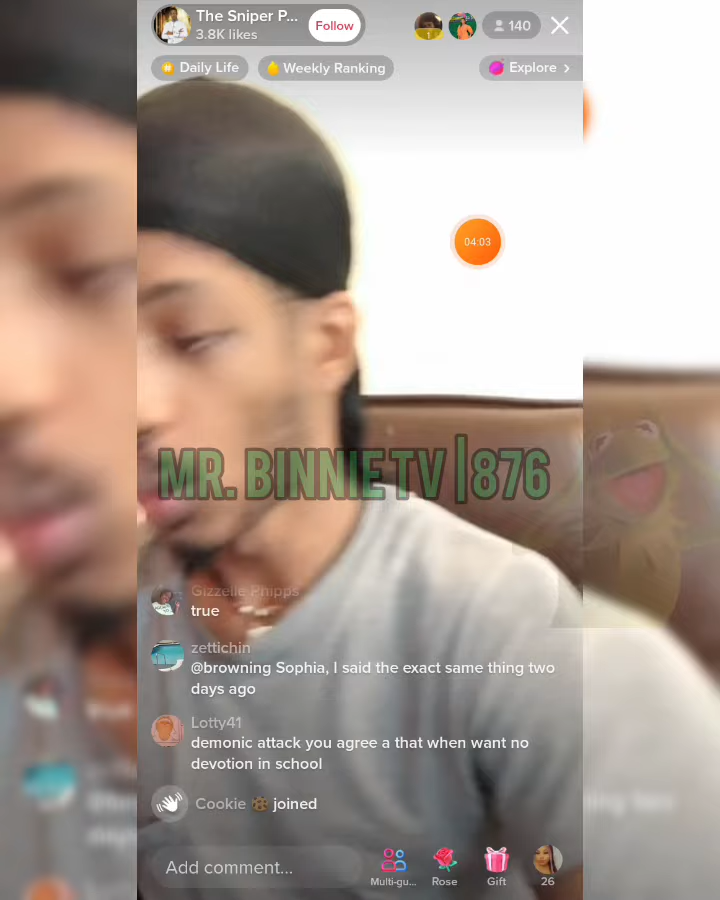 The Sniper P...
3.8K likes
Follow
1
140
Daily Life
Weekly Ranking
Explore >
04:03
MR. BINNIE TV | 876
Gizzelle Phipps
true
zettichin
@browning Sophia, I said the exact same thing two
days ago
Lotty41
demonic attack you agree a that when want no
devotion in school
Cookie 🍪 joined
Add comment...
Multi-gu...
Rose
Gift
26